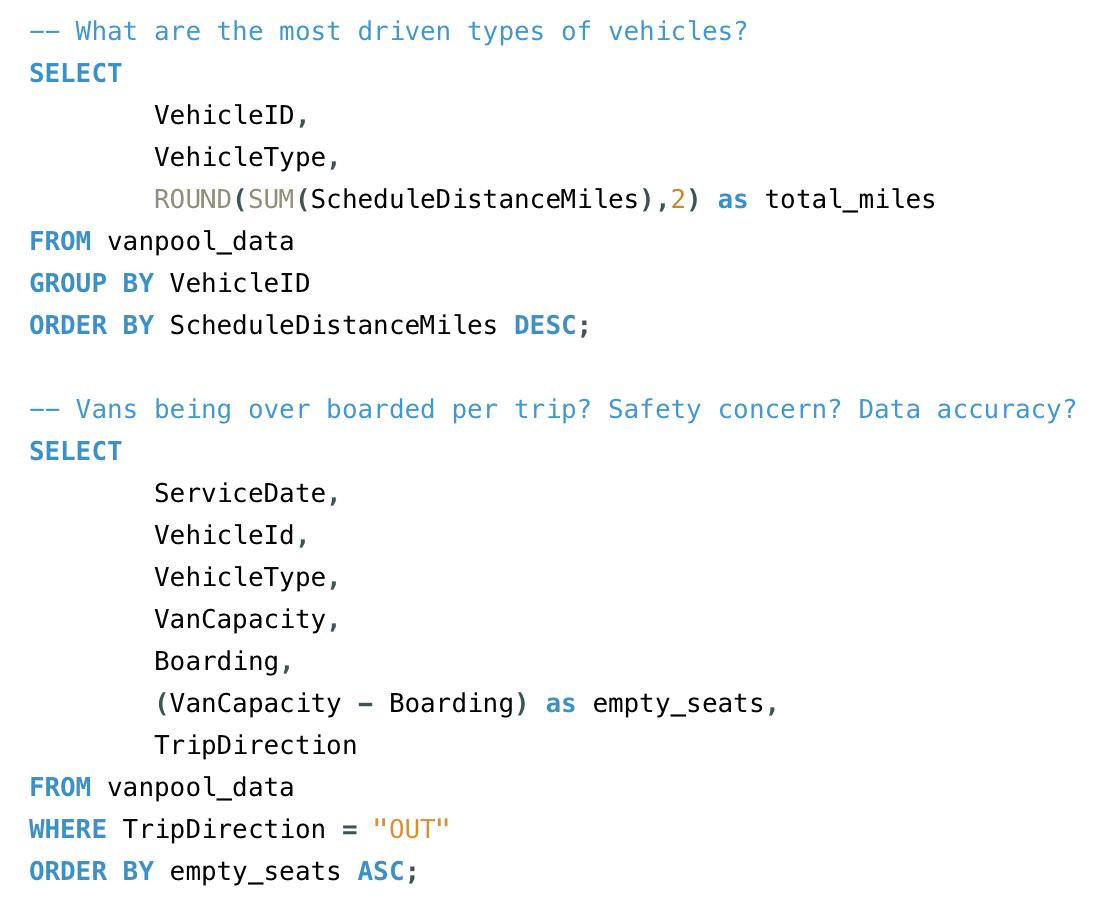 -- What are the most driven types of vehicles?
SELECT
VehicleID,
VehicleType,
ROUND(SUM(ScheduleDistanceMiles),2) as total_miles
FROM vanpool_data
GROUP BY VehicleID
ORDER BY ScheduleDistanceMiles DESC;
-- Vans being over boarded per trip? Safety concern? Data accuracy?
SELECT
ServiceDate,
VehicleId,
VehicleType,
VanCapacity,
Boarding,
(VanCapacity - Boarding) as empty_seats,
TripDirection
FROM vanpool_data
WHERE TripDirection = "OUT"
ORDER BY empty_seats ASC;